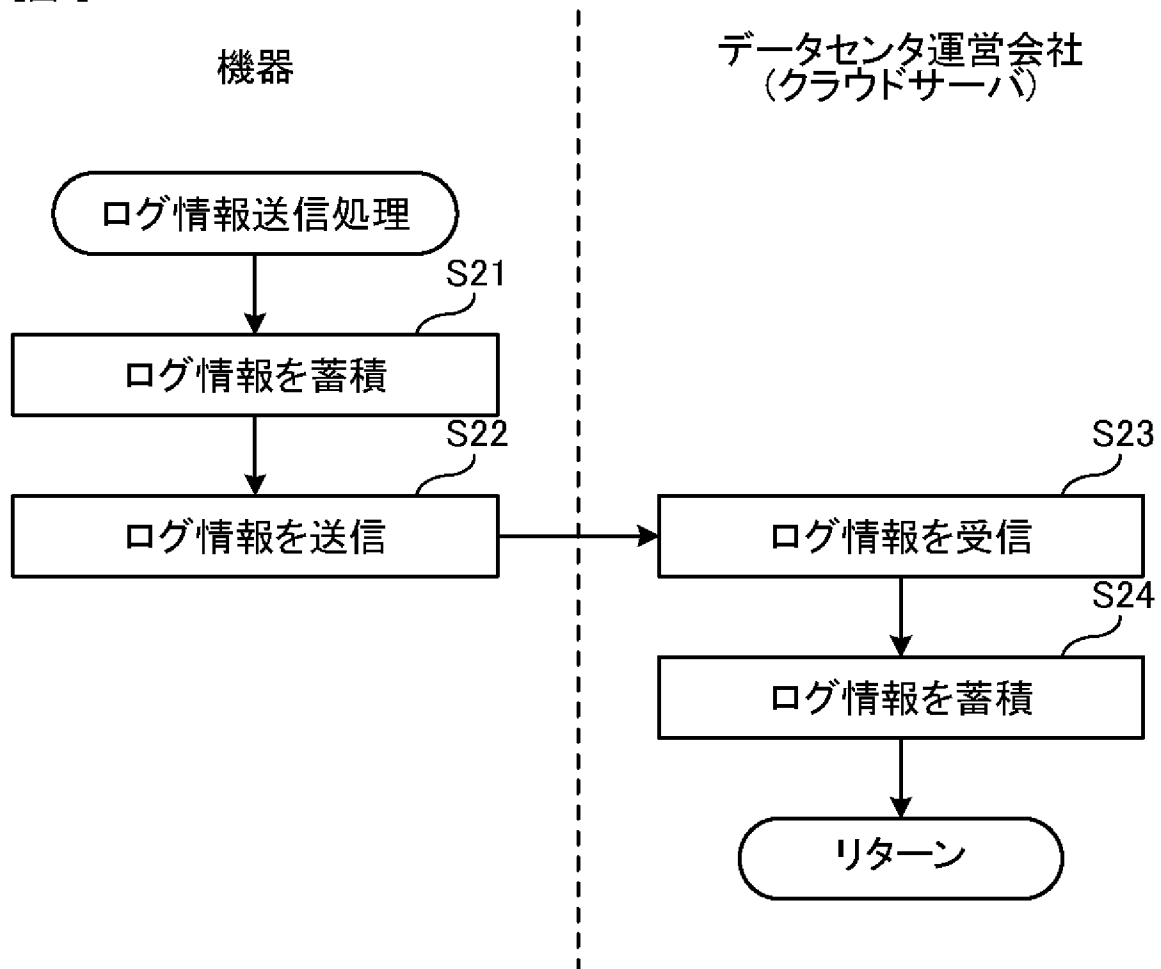 機器
データセンタ運営会社
(クラウドサーバ)
ログ情報送信処理
S21
ログ情報を蓄積
S22
ログ情報を送信
S23
ログ情報を受信
S24
ログ情報を蓄積
リターン